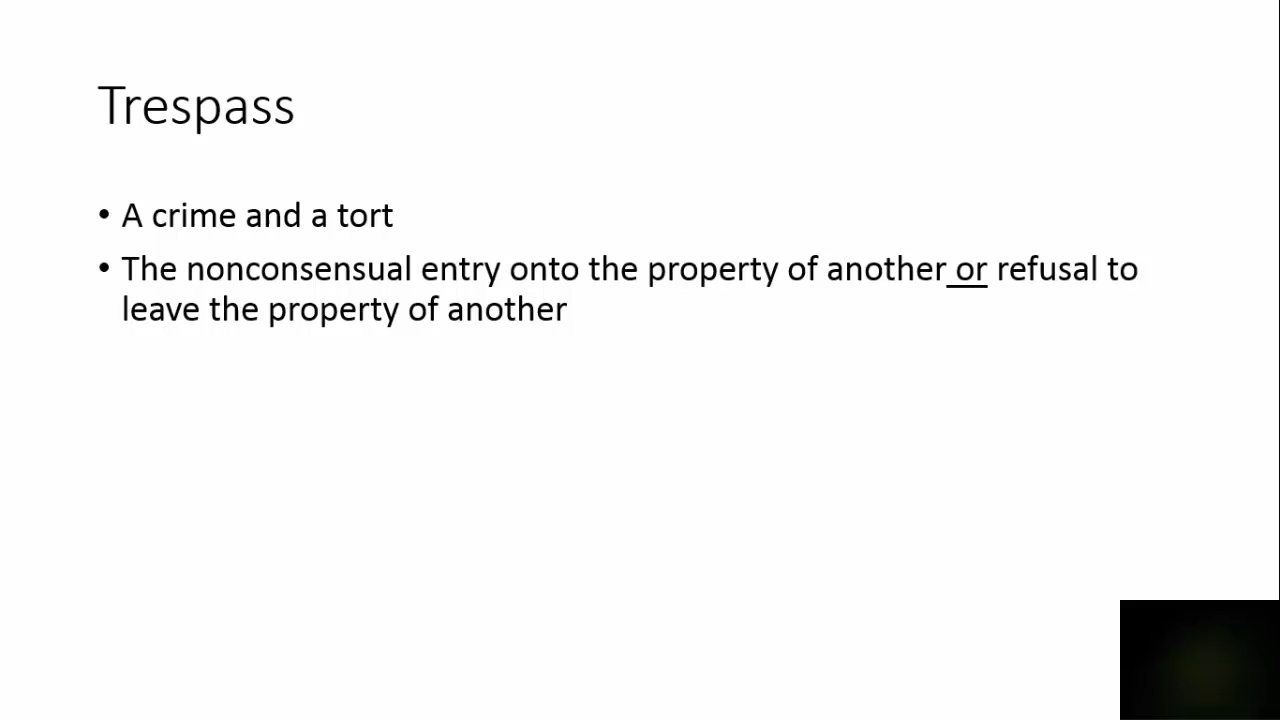 Trespass
• A crime and a tort
• The nonconsensual entry onto the property of another or refusal to
leave the property of another